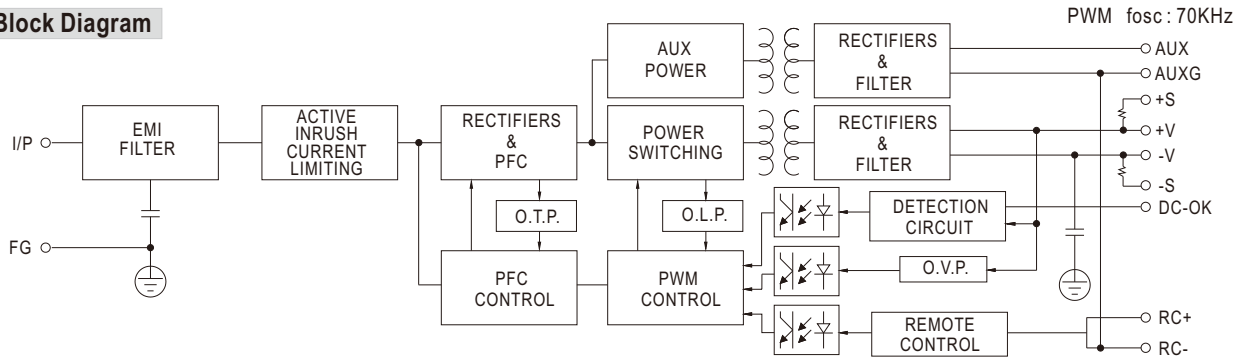 Block Diagram
PWM fosc : 70KHz
AUX
POWER
RECTIFIERS
&
FILTER
AUX
AUXG
I/P
EMI
FILTER
ACTIVE
INRUSH
CURRENT
LIMITING
RECTIFIERS
&
PFC
POWER
SWITCHING
RECTIFIERS
&
FILTER
+S
+V
-V
-S
FG
O.T.P.
O.L.P.
DETECTION
CIRCUIT
DC-OK
PFC
CONTROL
PWM
CONTROL
O.V.P.
REMOTE
CONTROL
RC+
RC-